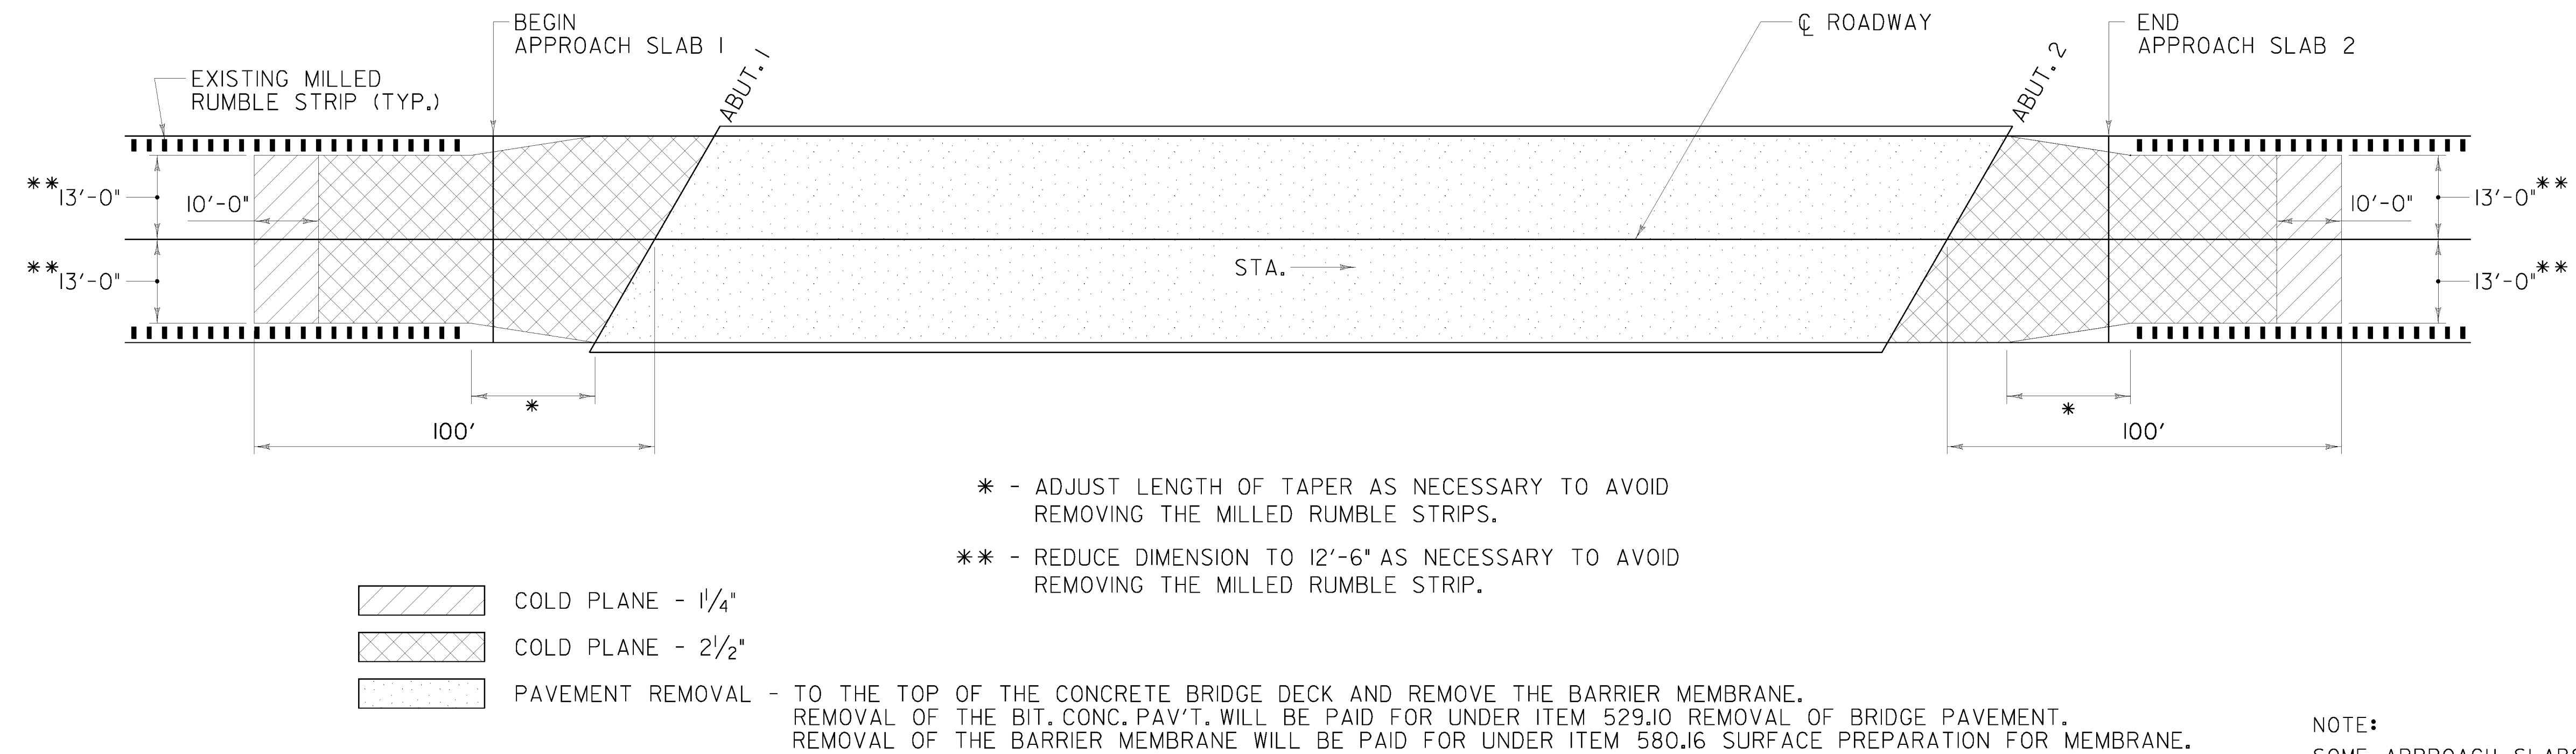 BEGIN
APPROACH SLAB 1
℄ ROADWAY
END
APPROACH SLAB 2
EXISTING MILLED
RUMBLE STRIP (TYP.)
ABUT. 1
ABUT. 2
**13'-0"
10'-0"
10'-0"
13'-0"**
**13'-0"
STA.
13'-0"**
*
*
100'
100'
* - ADJUST LENGTH OF TAPER AS NECESSARY TO AVOID
REMOVING THE MILLED RUMBLE STRIPS.
** - REDUCE DIMENSION TO 12'-6" AS NECESSARY TO AVOID
REMOVING THE MILLED RUMBLE STRIP.
COLD PLANE - 1 1/4"
COLD PLANE - 2 1/2"
PAVEMENT REMOVAL - TO THE TOP OF THE CONCRETE BRIDGE DECK AND REMOVE THE BARRIER MEMBRANE.
REMOVAL OF THE BIT. CONC. PAV'T. WILL BE PAID FOR UNDER ITEM 529.10 REMOVAL OF BRIDGE PAVEMENT.
REMOVAL OF THE BARRIER MEMBRANE WILL BE PAID FOR UNDER ITEM 580.16 SURFACE PREPARATION FOR MEMBRANE.
NOTE:
SOME APPROACH